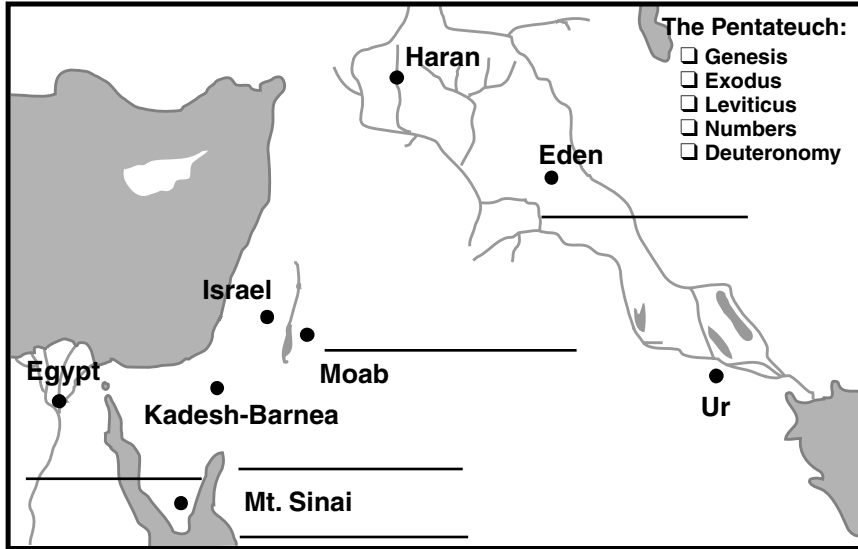 The Pentateuch:
❑ Genesis
❑ Exodus
❑ Leviticus
❑ Numbers
❑ Deuteronomy
Haran
Eden
Israel
Moab
Egypt
Kadesh-Barnea
Ur
Mt. Sinai